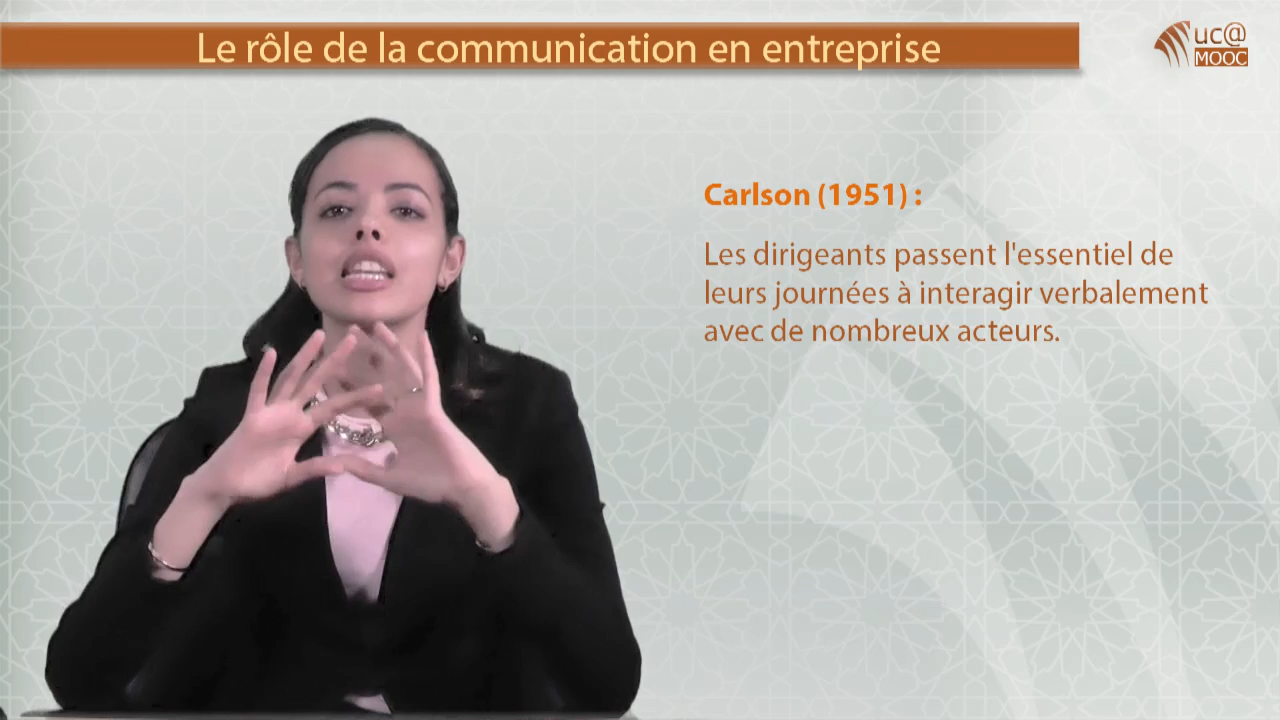 Le rôle de la communication en entreprise
uc@
MOOC
Carlson (1951) :
Les dirigeants passent l'essentiel de
leurs journées à interagir verbalement
avec de nombreux acteurs.